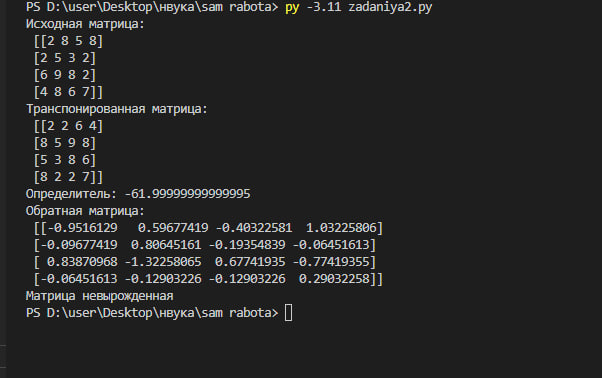 PS D:\user\Desktop\нвука\sam rabota> py -3.11 zadaniya2.py
Исходная матрица:
 [[2 8 5 8]
 [2 5 3 2]
 [6 9 8 2]
 [4 8 6 7]]
Транспонированная матрица:
 [[2 2 6 4]
 [8 5 9 8]
 [5 3 8 6]
 [8 2 2 7]]
Определитель: -61.99999999999995
Обратная матрица:
 [[-0.9516129   0.59677419 -0.40322581  1.03225806]
 [-0.09677419  0.80645161 -0.19354839 -0.06451613]
 [ 0.83870968 -1.32258065  0.67741935 -0.77419355]
 [-0.06451613 -0.12903226 -0.12903226  0.29032258]]
Матрица невырожденная
PS D:\user\Desktop\нвука\sam rabota>